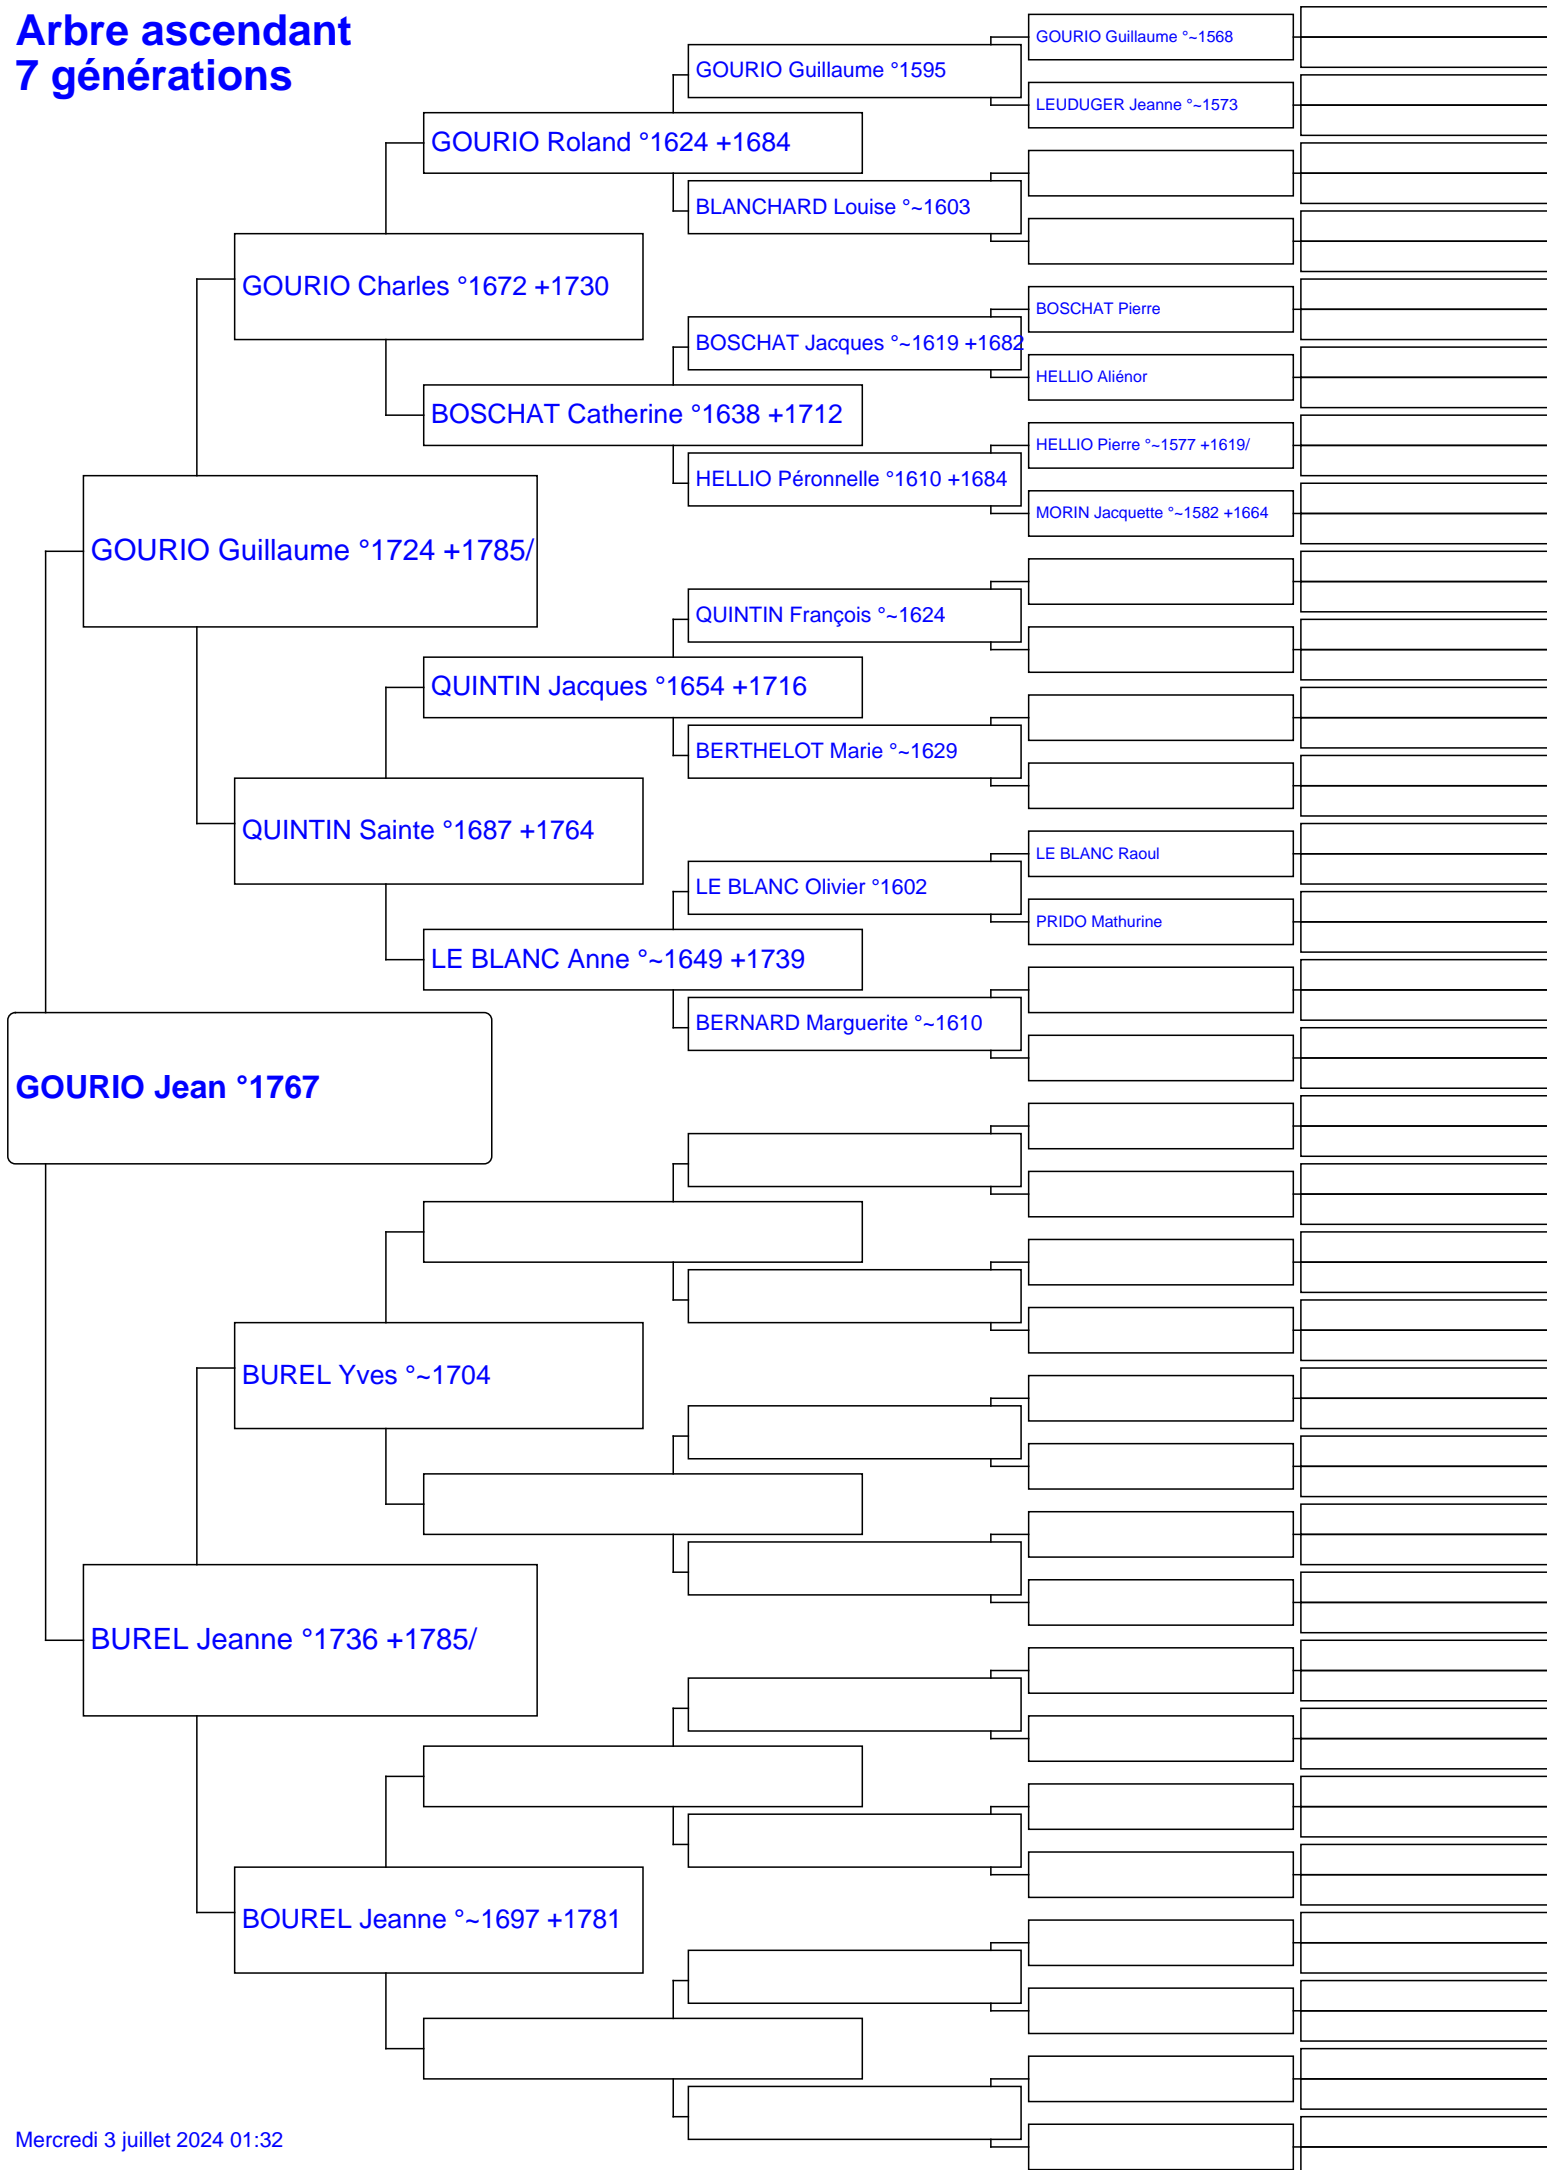 Arbre ascendant
7 générations
GOURIO Guillaume °~1568
GOURIO Guillaume °1595
LEUDUGER Jeanne °~1573
GOURIO Roland °1624 +1684
BLANCHARD Louise °~1603
GOURIO Charles °1672 +1730
BOSCHAT Pierre
BOSCHAT Jacques °~1619 +1682
HELLIO Aliénor
BOSCHAT Catherine °1638 +1712
HELLIO Pierre °~1577 +1619/
HELLIO Péronnelle °1610 +1684
MORIN Jacquette °~1582 +1664
GOURIO Guillaume °1724 +1785/
QUINTIN François °~1624
QUINTIN Jacques °1654 +1716
BERTHELOT Marie °~1629
QUINTIN Sainte °1687 +1764
LE BLANC Raoul
LE BLANC Olivier °1602
PRIDO Mathurine
LE BLANC Anne °~1649 +1739
BERNARD Marguerite °~1610
GOURIO Jean °1767
BUREL Yves °~1704
BUREL Jeanne °1736 +1785/
BOUREL Jeanne °~1697 +1781
Mercredi 3 juillet 2024 01:32